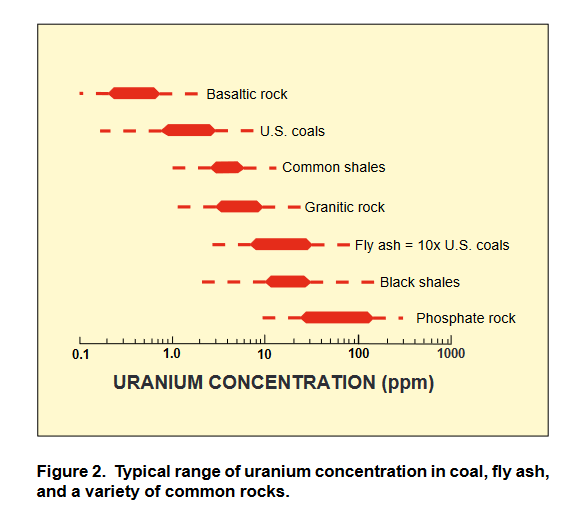 Basaltic rock
U.S. coals
Common shales
Granitic rock
Fly ash = 10x U.S. coals
Black shales
Phosphate rock
0.1 1.0 10 100 1000
URANIUM CONCENTRATION (ppm)
Figure 2.  Typical range of uranium concentration in coal, fly ash,
and a variety of common rocks.